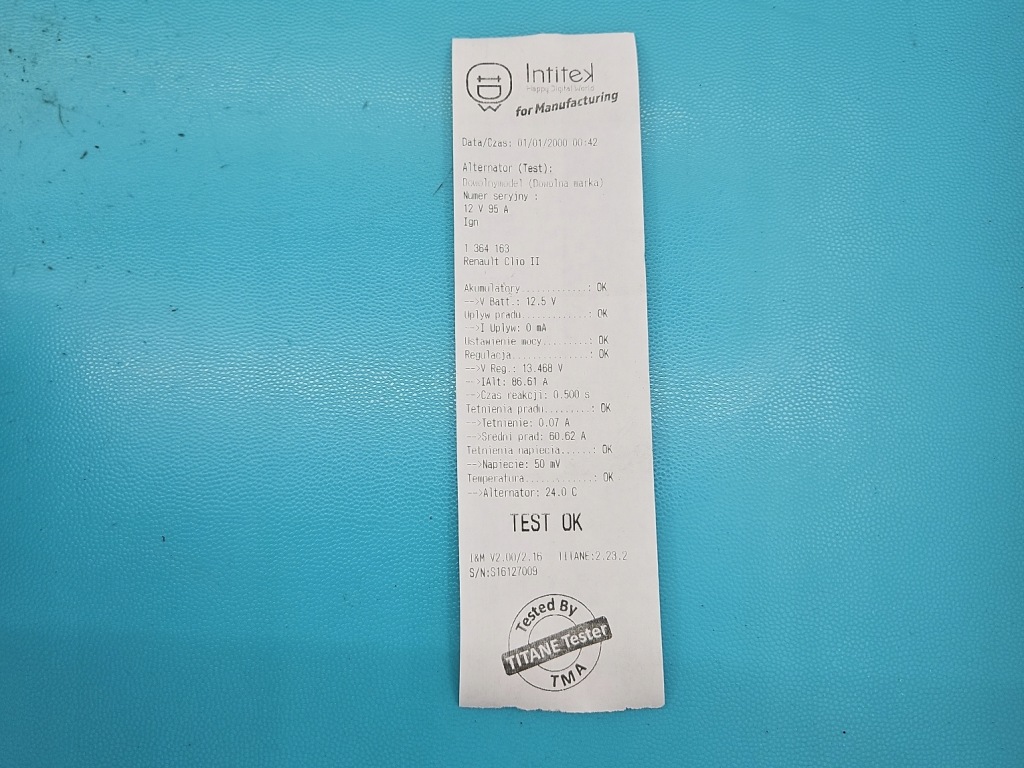 Intitek
Happy Digital World
for Manufacturing
Data/Czas: 01/01/2000 00:42
Alternator (Test):
Dowolnymodel (Dowolna marka)
Numer seryjny :
12 V 95 A
Ign
1 364 163
Renault Clio II
Akumulatory ............: OK
-->V Batt.: 12.5 V
Uplyw pradu.............: OK
-->I Uplyw: 0 mA
Ustawienie mocy.........: OK
Regulacja...............: OK
-->V Reg.: 13.468 V
-->IAlt: 86.61 A
-->Czas reakcji: 0.500 s
Tetnienia pradu.........: OK
-->Tetnienie: 0.07 A
-->Sredni prad: 60.62 A
Tetnienia napiecia......: OK
-->Napiecie: 50 mV
Temperatura.............: OK
-->Alternator: 24.0 C
TEST OK
I&M V2.00/2.16 TITANE:2.23.2
S/N:S16127009
Tested By
TITANE Tester
TMA